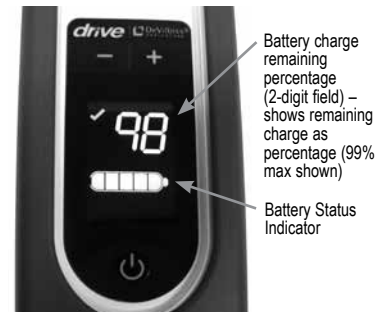 drive DeVilbiss
HEALTHCARE
− +
98
Battery charge
remaining
percentage
(2-digit field) –
shows remaining
charge as
percentage (99%
max shown)
Battery Status
Indicator